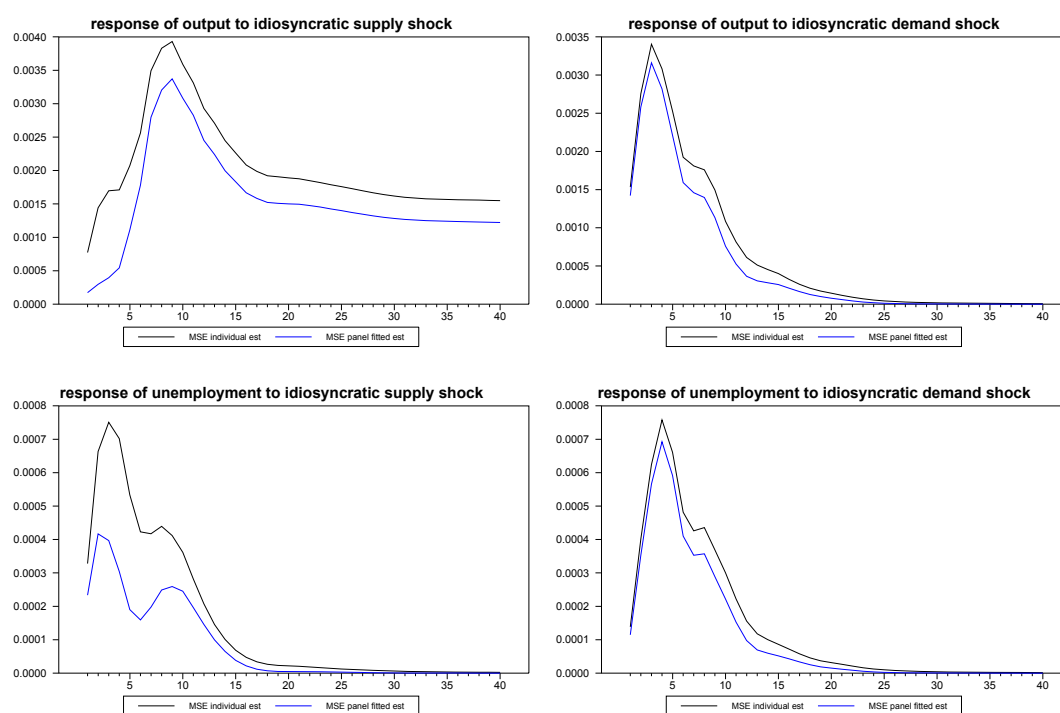 response of output to idiosyncratic supply shock
0.0040
0.0035
0.0030
0.0025
0.0020
0.0015
0.0010
0.0005
0.0000
5 10 15 20 25 30 35 40
MSE individual est MSE panel fitted est
response of output to idiosyncratic demand shock
0.0035
0.0030
0.0025
0.0020
0.0015
0.0010
0.0005
0.0000
5 10 15 20 25 30 35 40
MSE individual est MSE panel fitted est
response of unemployment to idiosyncratic supply shock
0.0008
0.0007
0.0006
0.0005
0.0004
0.0003
0.0002
0.0001
0.0000
5 10 15 20 25 30 35 40
MSE individual est MSE panel fitted est
response of unemployment to idiosyncratic demand shock
0.0008
0.0007
0.0006
0.0005
0.0004
0.0003
0.0002
0.0001
0.0000
5 10 15 20 25 30 35 40
MSE individual est MSE panel fitted est